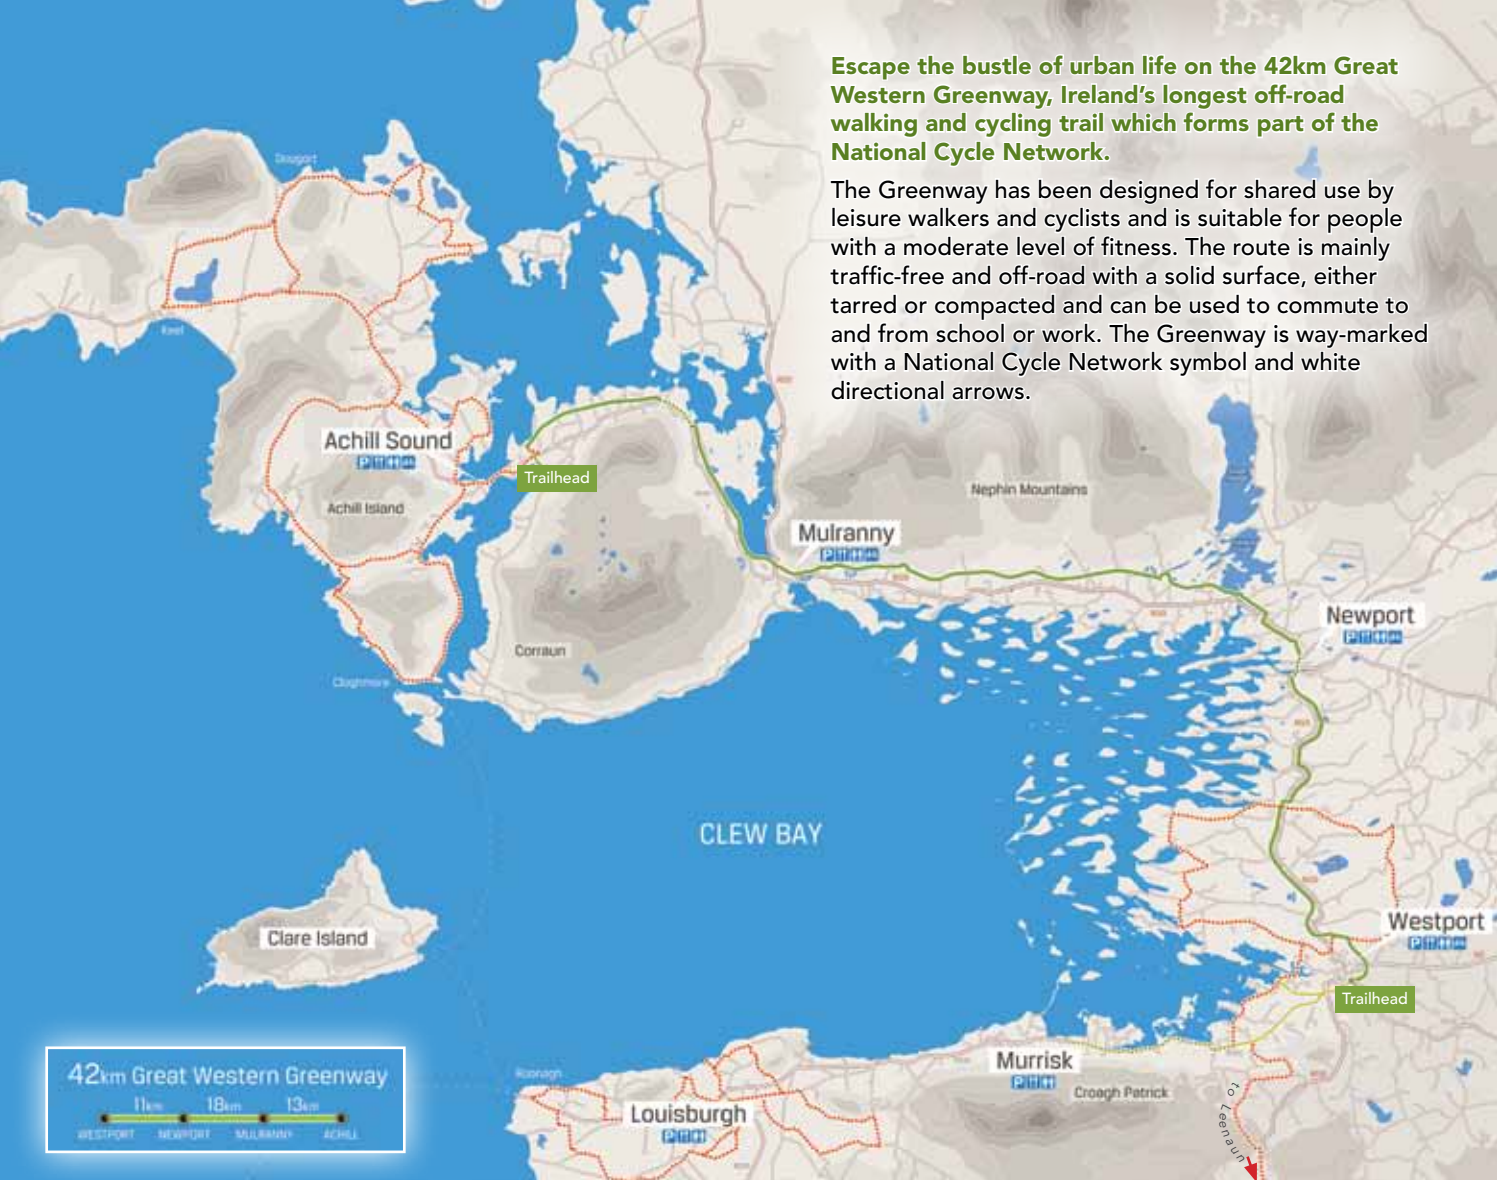 Escape the bustle of urban life on the 42km Great
Western Greenway, Ireland's longest off-road
walking and cycling trail which forms part of the
National Cycle Network.
The Greenway has been designed for shared use by
leisure walkers and cyclists and is suitable for people
with a moderate level of fitness. The route is mainly
traffic-free and off-road with a solid surface, either
tarred or compacted and can be used to commute to
and from school or work. The Greenway is way-marked
with a National Cycle Network symbol and white
directional arrows.
Dougort
Keel
Achill Sound
Trailhead
Achill Island
Nephin Mountains
Mulranny
Newport
Corraun
Cloghmore
CLEW BAY
Westport
Clare Island
Trailhead
Murrisk
Croagh Patrick
Roonagh
Louisburgh
to Leenaun
42km Great Western Greenway
11km 18km 13km
WESTPORT NEWPORT MULRANNY ACHILL